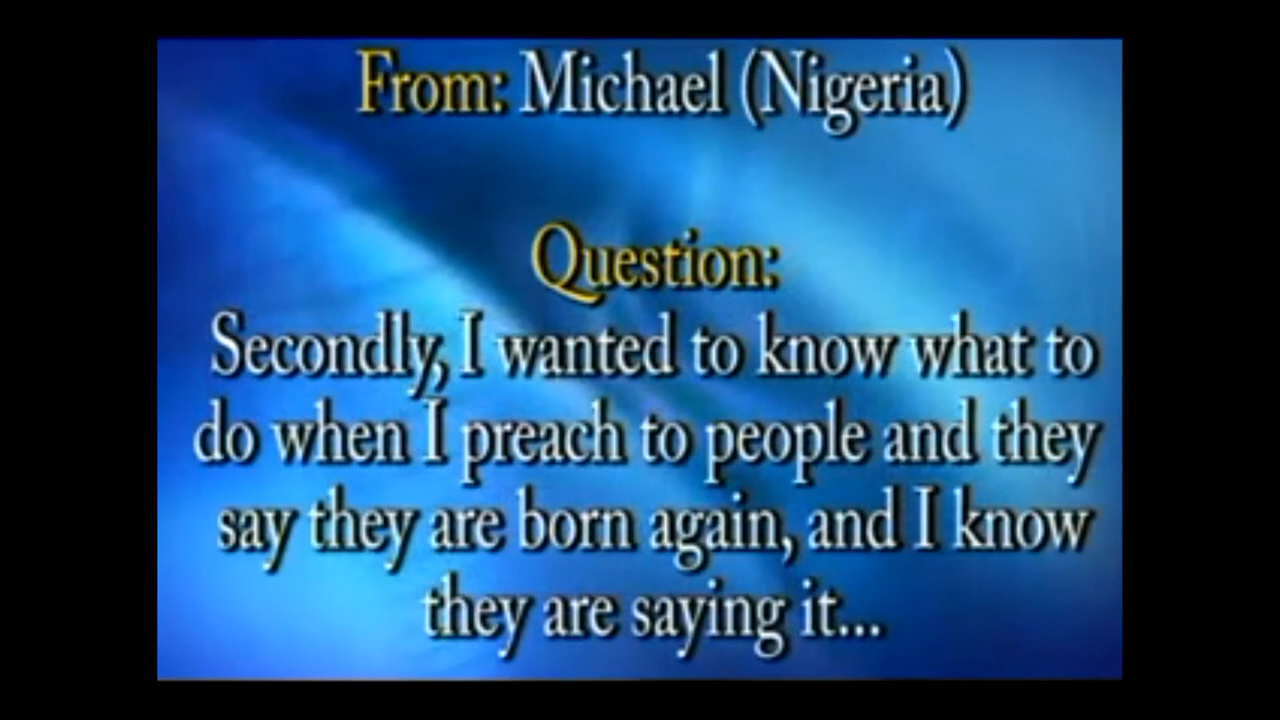 From: Michael (Nigeria)
Question:
Secondly, I wanted to know what to
do when I preach to people and they
say they are born again, and I know
they are saying it...